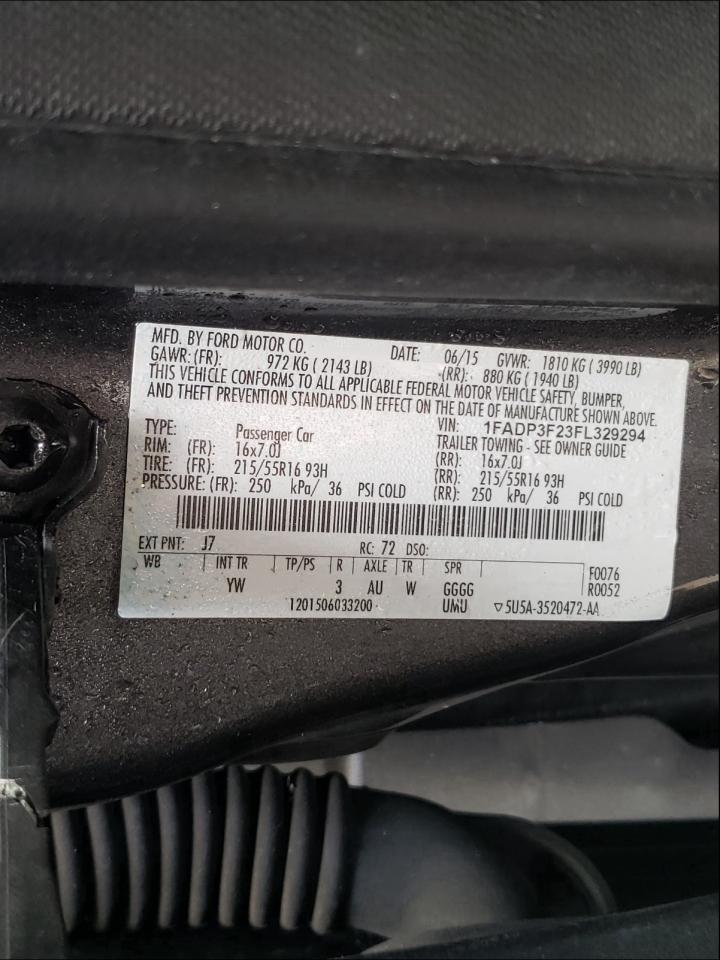 MFD. BY FORD MOTOR CO. DATE: 06/15 GVWR: 1810 KG ( 3990 LB)
GAWR: (FR): 972 KG ( 2143 LB) (RR): 880 KG ( 1940 LB)
THIS VEHICLE CONFORMS TO ALL APPLICABLE FEDERAL MOTOR VEHICLE SAFETY, BUMPER,
AND THEFT PREVENTION STANDARDS IN EFFECT ON THE DATE OF MANUFACTURE SHOWN ABOVE.
VIN: 1FADP3F23FL329294
TYPE: Passenger Car TRAILER TOWING - SEE OWNER GUIDE
RIM: (FR): 16x7.0J (RR): 16x7.0J
TIRE: (FR): 215/55R16 93H (RR): 215/55R16 93H
PRESSURE: (FR): 250 kPa/ 36 PSI COLD (RR): 250 kPa/ 36 PSI COLD
EXT PNT: J7 RC: 72 DSO:
WB INT TR TP/PS R AXLE TR SPR F0076
YW 3 AU W GGGG R0052
1201506033200 UMU ▽5U5A-3520472-AA